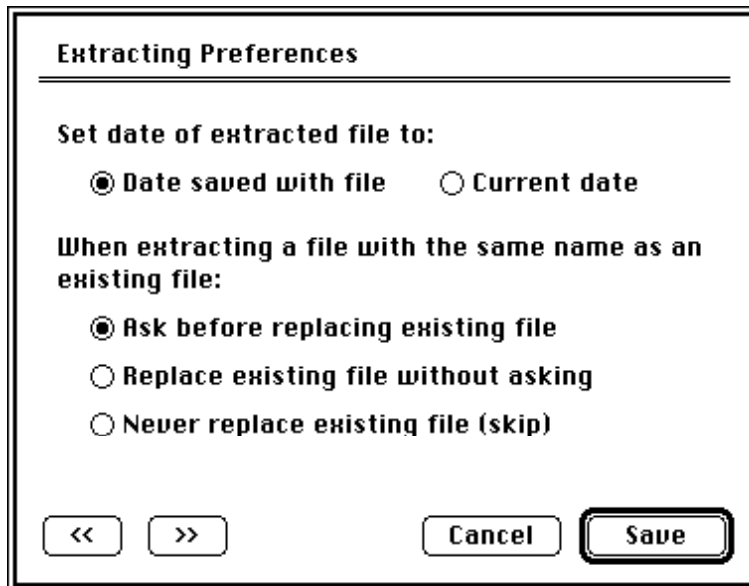 Extracting Preferences
Set date of extracted file to:
Date saved with file Current date
When extracting a file with the same name as an
existing file:
Ask before replacing existing file
Replace existing file without asking
Never replace existing file (skip)
<< >> Cancel Save